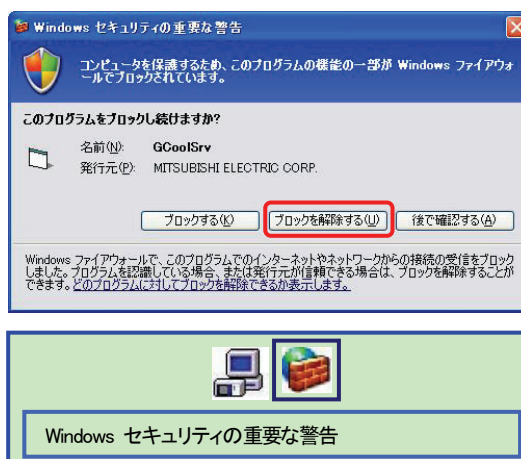 Windows セキュリティの重要な警告
コンピュータを保護するため、このプログラムの機能の一部が Windows ファイアウォ
ールでブロックされています。
このプログラムをブロックし続けますか?
名前(N): GCoolSrv
発行元(P): MITSUBISHI ELECTRIC CORP.
ブロックする(K) ブロックを解除する(U) 後で確認する(A)
Windows ファイアウォールで、このプログラムでのインターネットやネットワークからの接続の受信をブロック
しました。プログラムを認識している場合、または発行元が信頼できる場合は、ブロックを解除することが
できます。どのプログラムに対してブロックを解除できるか表示します。
Windows セキュリティの重要な警告